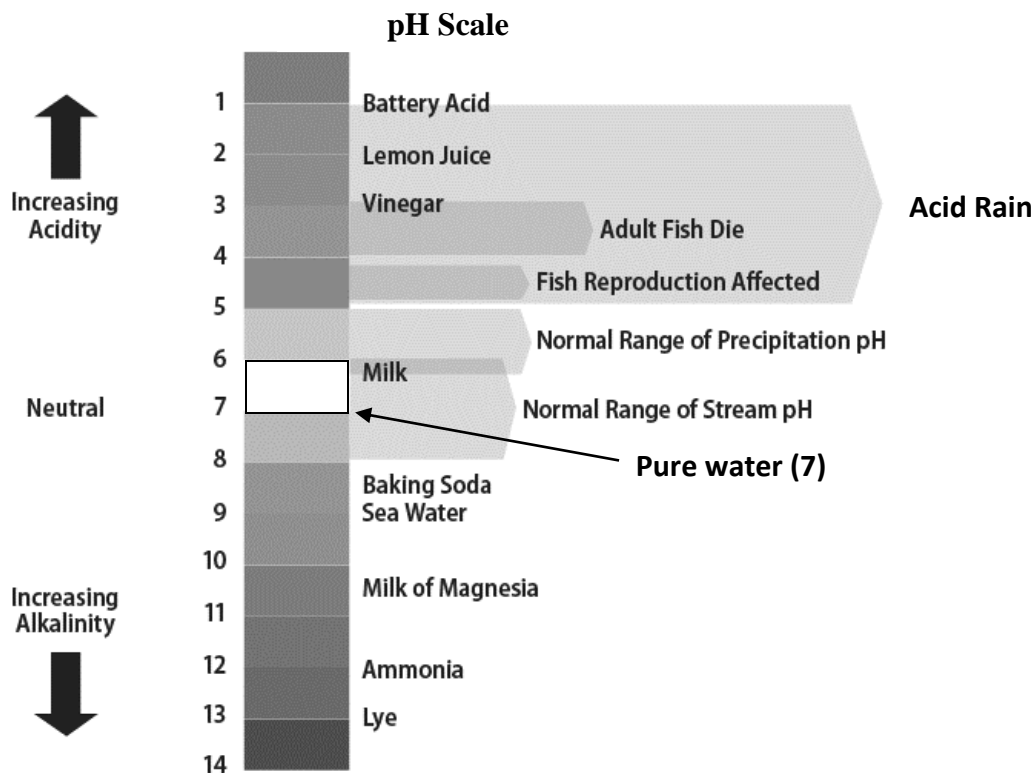 pH Scale
1
Battery Acid
2
Lemon Juice
Increasing
Acidity
3
Vinegar
Acid Rain
Adult Fish Die
4
Fish Reproduction Affected
5
Normal Range of Precipitation pH
6
Milk
Neutral
7
Normal Range of Stream pH
8
Pure water (7)
Baking Soda
9
Sea Water
10
Increasing
Alkalinity
Milk of Magnesia
11
12
Ammonia
13
Lye
14